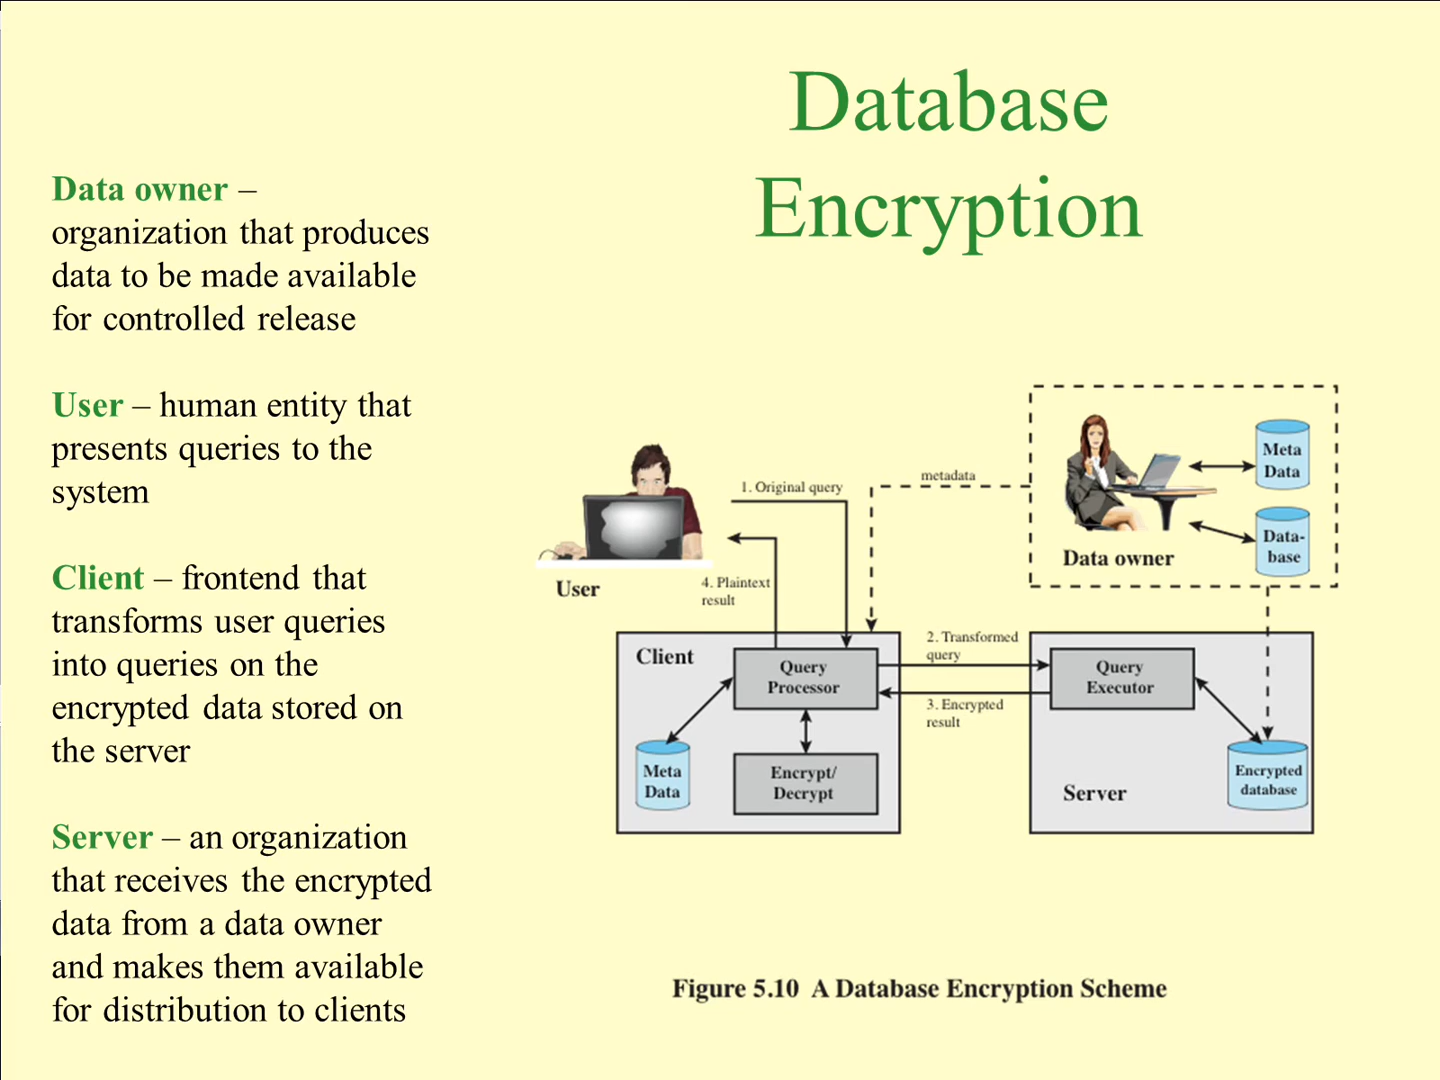 Database
Encryption
Data owner –
organization that produces
data to be made available
for controlled release
User – human entity that
presents queries to the
system
Client – frontend that
transforms user queries
into queries on the
encrypted data stored on
the server
Server – an organization
that receives the encrypted
data from a data owner
and makes them available
for distribution to clients
Meta
Data
metadata
1. Original query
Data-
base
Data owner
User
4. Plaintext
result
Client
Query
Processor
2. Transformed
query
Query
Executor
3. Encrypted
result
Meta
Data
Encrypt/
Decrypt
Server
Encrypted
database
Figure 5.10 A Database Encryption Scheme